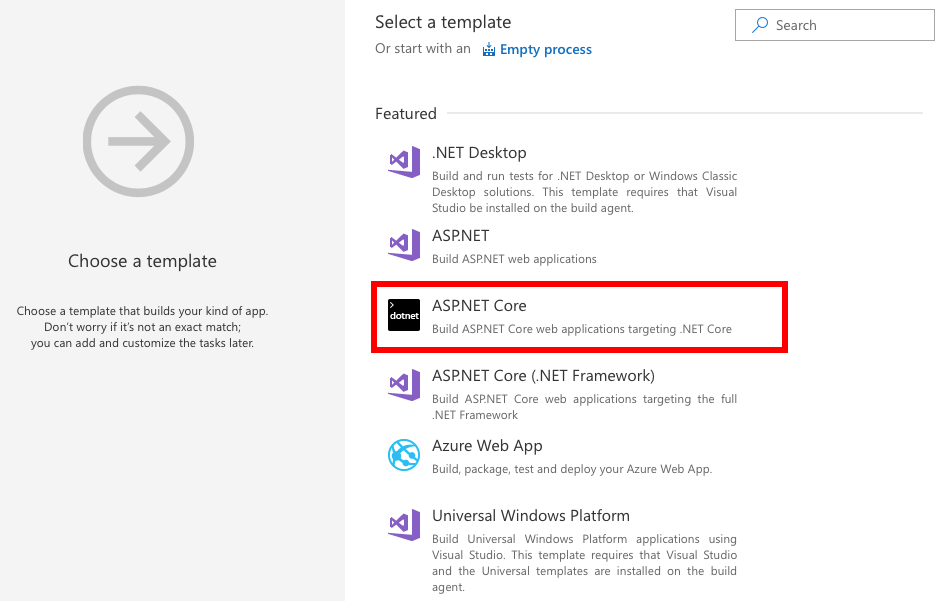 Select a template
Search
Or start with an Empty process
Featured
.NET Desktop
Build and run tests for .NET Desktop or Windows Classic
Desktop solutions. This template requires that Visual
Studio be installed on the build agent.
ASP.NET
Build ASP.NET web applications
Choose a template
Choose a template that builds your kind of app.
Don't worry if it's not an exact match;
you can add and customize the tasks later.
>
dotnet
ASP.NET Core
Build ASP.NET Core web applications targeting .NET Core
ASP.NET Core (.NET Framework)
Build ASP.NET Core web applications targeting the full
.NET Framework
Azure Web App
Build, package, test and deploy your Azure Web App.
Universal Windows Platform
Build Universal Windows Platform applications using
Visual Studio. This template requires that Visual Studio
and the Universal templates are installed on the build
agent.